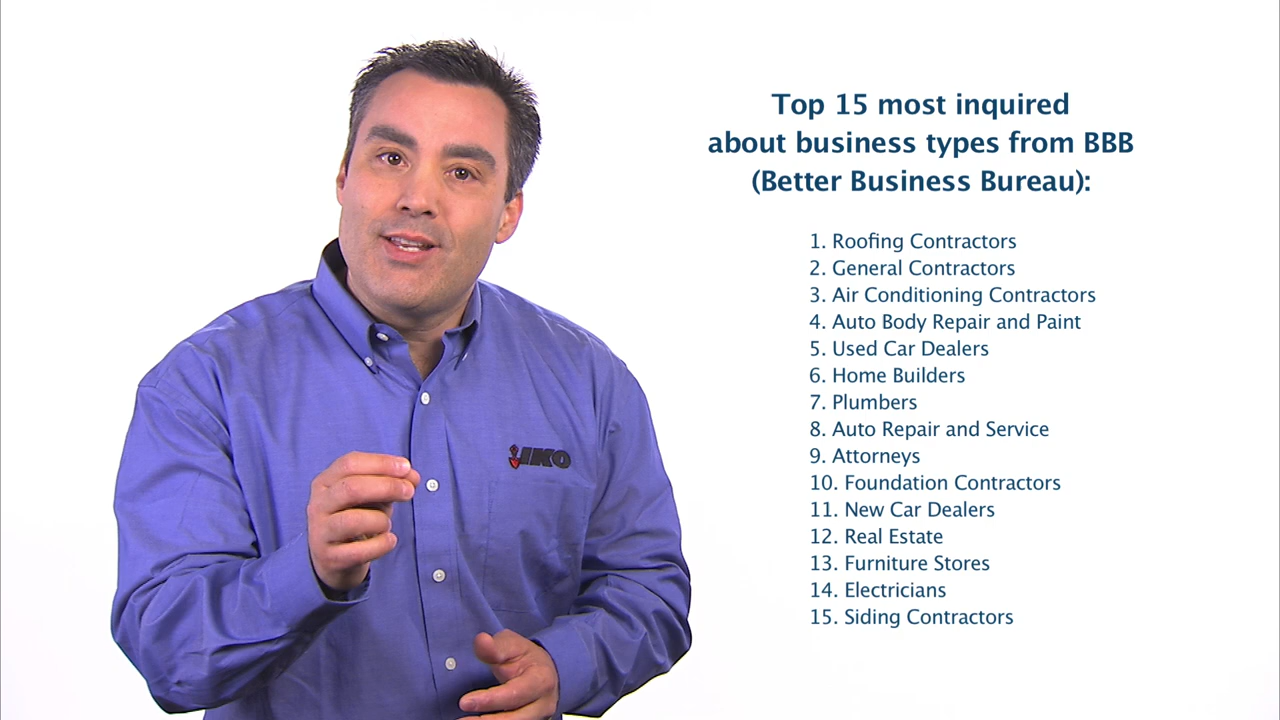 Top 15 most inquired
about business types from BBB
(Better Business Bureau):
1. Roofing Contractors
2. General Contractors
3. Air Conditioning Contractors
4. Auto Body Repair and Paint
5. Used Car Dealers
6. Home Builders
7. Plumbers
8. Auto Repair and Service
9. Attorneys
10. Foundation Contractors
11. New Car Dealers
12. Real Estate
13. Furniture Stores
14. Electricians
15. Siding Contractors
IKO